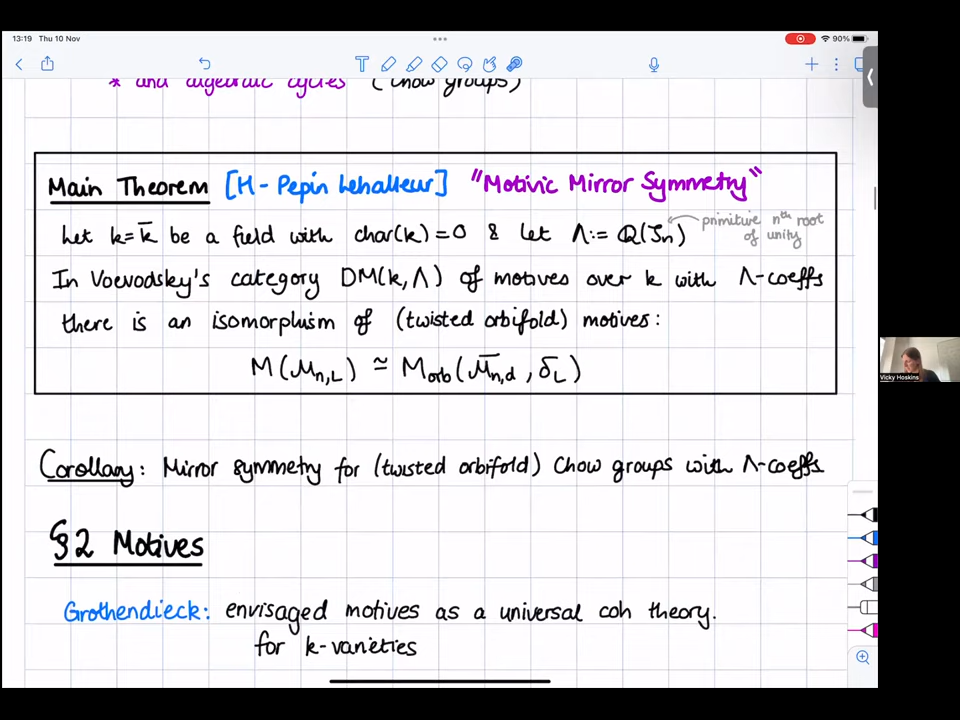 13:19 Thu 10 Nov
90%
* and algebraic cycles (Chow groups)
Main Theorem [H-Pepin Lehalleur] "Motivic Mirror Symmetry"
Let k=k̄ be a field with char(k)=0 & let Λ:= ℚ(ζₙ) primitive nᵗʰ root of unity
In Voevodsky's category DM(k,Λ) of motives over k with Λ-coeffs
there is an isomorphism of (twisted orbifold) motives:
M(ℳn,L) ≃ Morb(ℳ̄n,d , δL)
Corollary: Mirror symmetry for (twisted orbifold) Chow groups with Λ-coeffs
§2 Motives
Grothendieck: envisaged motives as a universal coh theory.
for k-varieties
Vicky Hoskins